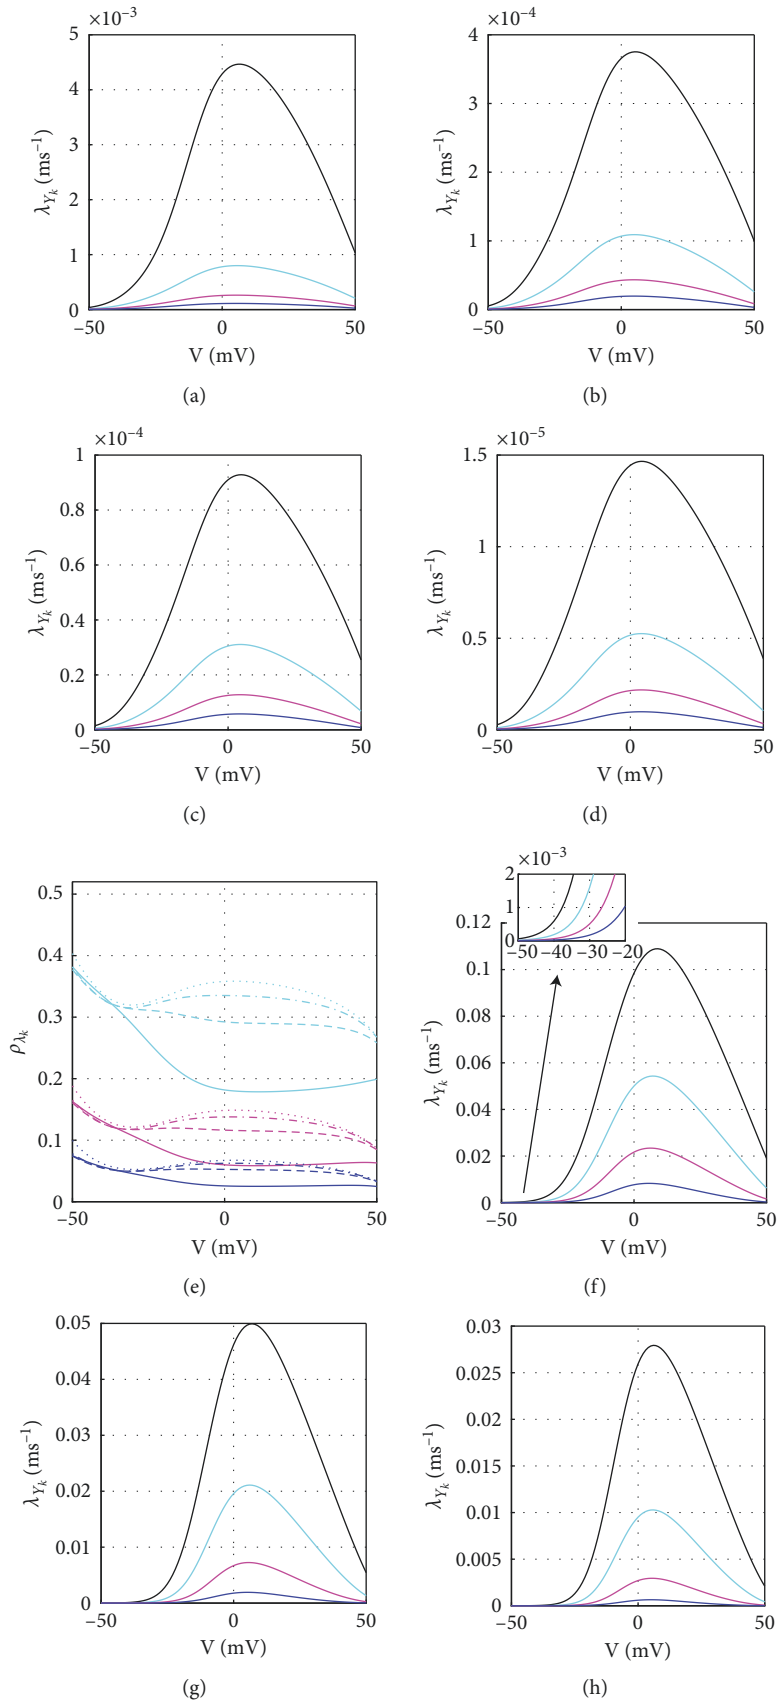 ×10⁻³
5
4
3
2
1
0
−50 0 50
λ_{Y_k} (ms⁻¹)
V (mV)
(a)
×10⁻⁴
4
3
2
1
0
−50 0 50
λ_{Y_k} (ms⁻¹)
V (mV)
(b)
×10⁻⁴
1
0.8
0.6
0.4
0.2
0
−50 0 50
λ_{Y_k} (ms⁻¹)
V (mV)
(c)
×10⁻⁵
1.5
1
0.5
0
−50 0 50
λ_{Y_k} (ms⁻¹)
V (mV)
(d)
0.5
0.4
0.3
0.2
0.1
0
−50 0 50
ρ_{λ_k}
V (mV)
(e)
×10⁻³
2
1
0
−50 −40 −30 −20
0.12
0.1
0.08
0.06
0.04
0.02
0
−50 0 50
λ_{Y_k} (ms⁻¹)
V (mV)
(f)
0.05
0.04
0.03
0.02
0.01
0
−50 0 50
λ_{Y_k} (ms⁻¹)
V (mV)
(g)
0.03
0.025
0.02
0.015
0.01
0.005
0
−50 0 50
λ_{Y_k} (ms⁻¹)
V (mV)
(h)